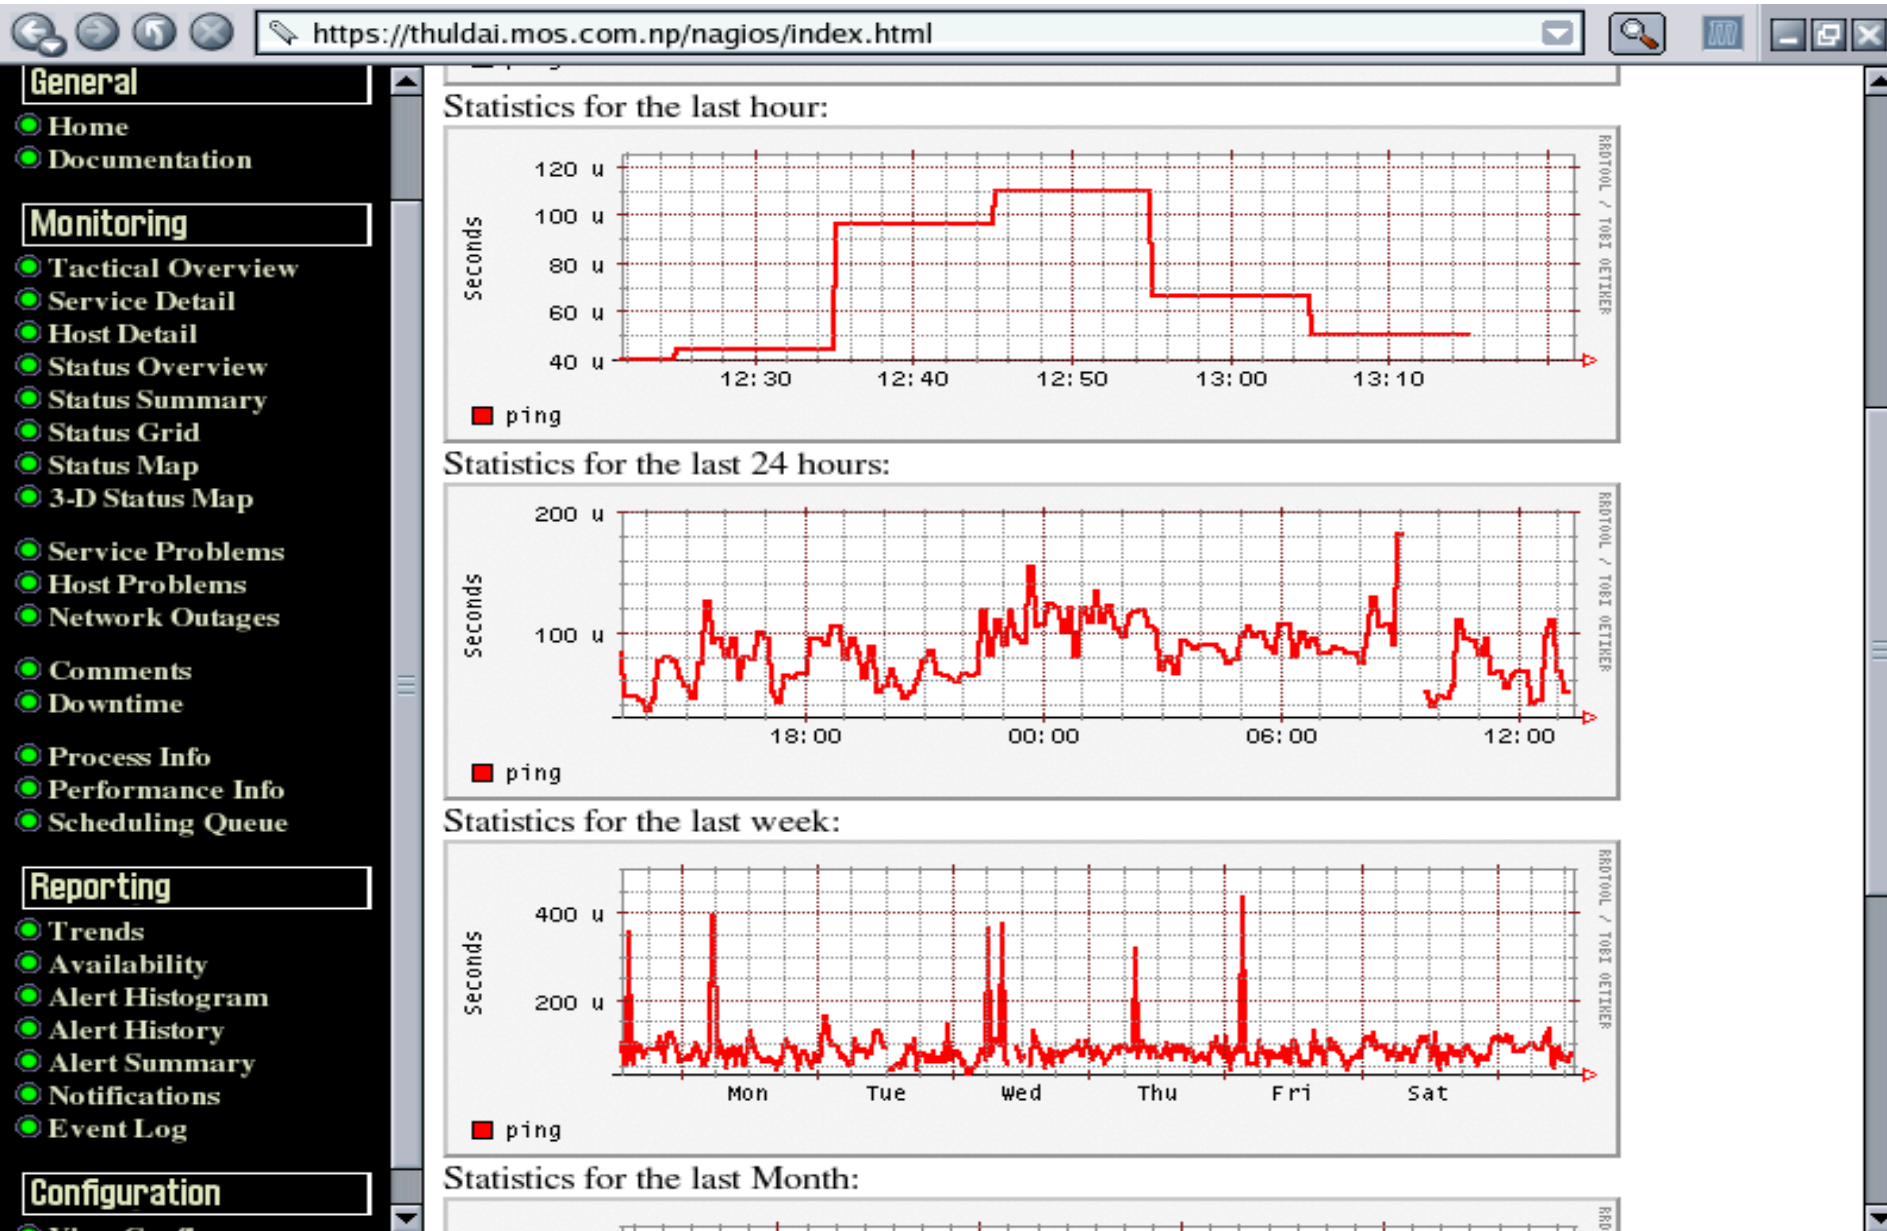 https://thuldai.mos.com.np/nagios/index.html
General
Home
Documentation
Monitoring
Tactical Overview
Service Detail
Host Detail
Status Overview
Status Summary
Status Grid
Status Map
3-D Status Map
Service Problems
Host Problems
Network Outages
Comments
Downtime
Process Info
Performance Info
Scheduling Queue
Reporting
Trends
Availability
Alert Histogram
Alert History
Alert Summary
Notifications
Event Log
Configuration
Statistics for the last hour:
RRDTOOL / TOBI OETIKER
Seconds
120 u
100 u
80 u
60 u
40 u
12:30 12:40 12:50 13:00 13:10
ping
Statistics for the last 24 hours:
RRDTOOL / TOBI OETIKER
Seconds
200 u
100 u
18:00 00:00 06:00 12:00
ping
Statistics for the last week:
RRDTOOL / TOBI OETIKER
Seconds
400 u
200 u
Mon Tue Wed Thu Fri Sat
ping
Statistics for the last Month: